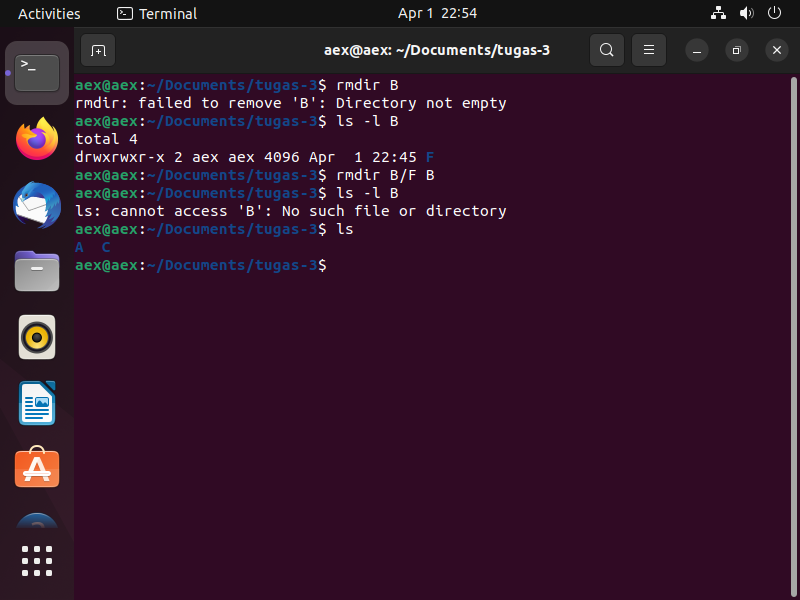 Activities Terminal Apr 1 22:54
aex@aex: ~/Documents/tugas-3
aex@aex:~/Documents/tugas-3$ rmdir B
rmdir: failed to remove 'B': Directory not empty
aex@aex:~/Documents/tugas-3$ ls -l B
total 4
drwxrwxr-x 2 aex aex 4096 Apr  1 22:45 F
aex@aex:~/Documents/tugas-3$ rmdir B/F B
aex@aex:~/Documents/tugas-3$ ls -l B
ls: cannot access 'B': No such file or directory
aex@aex:~/Documents/tugas-3$ ls
A  C
aex@aex:~/Documents/tugas-3$